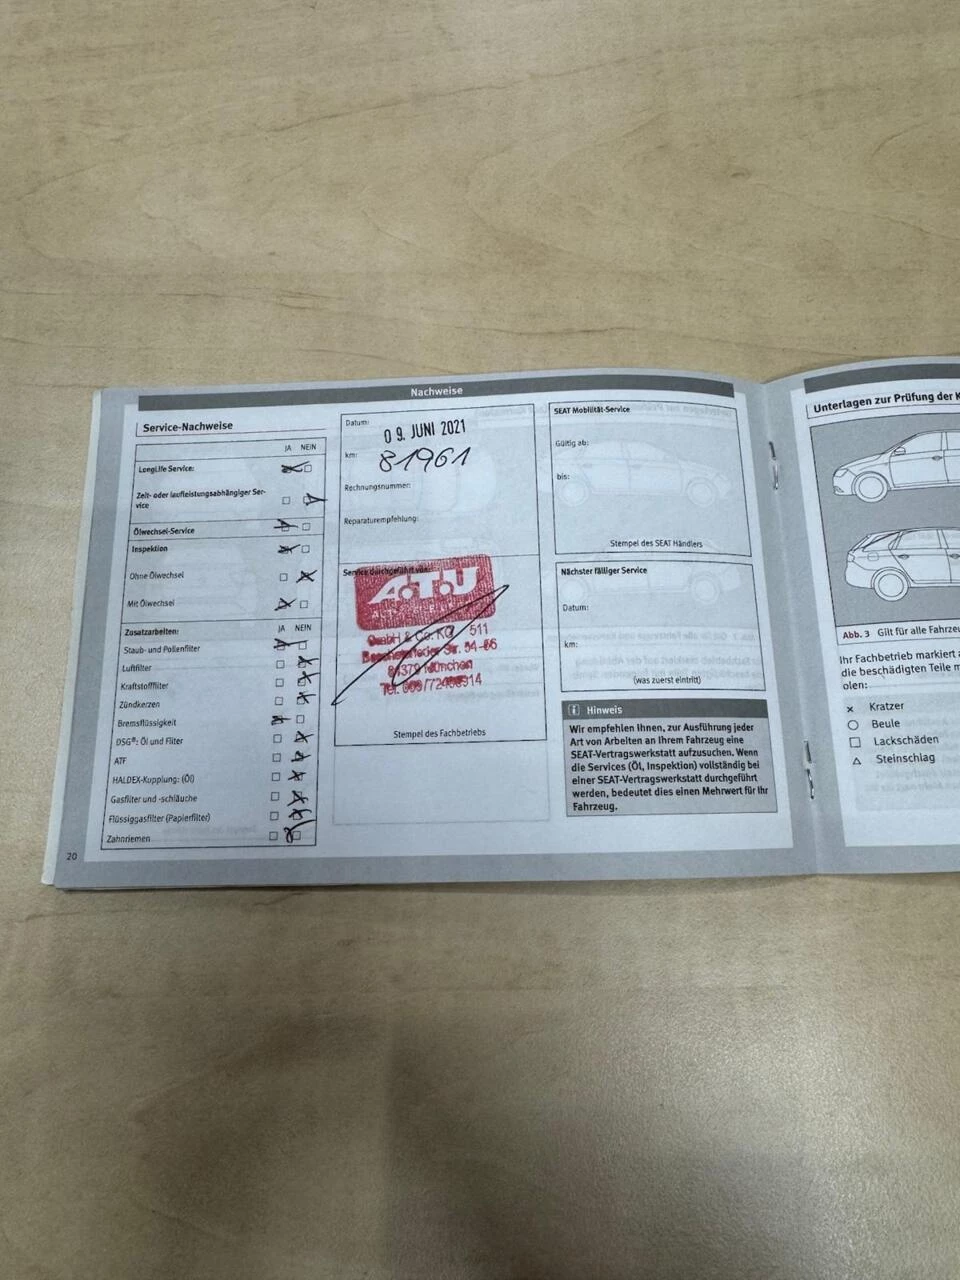 Nachweise
Service-Nachweise
JA NEIN
LongLife Service:
Zeit- oder laufleistungsabhängiger Ser-
vice
Ölwechsel-Service
Inspektion
Ohne Ölwechsel
Mit Ölwechsel
Zusatzarbeiten: JA NEIN
Staub- und Pollenfilter
Luftfilter
Kraftstofffilter
Zündkerzen
Bremsflüssigkeit
DSG®: Öl und Filter
ATF
HALDEX-Kupplung: (Öl)
Gasfilter und -schläuche
Flüssiggasfilter (Papierfilter)
Zahnriemen
20
Datum:
09. JUNI 2021
km: 81961
Rechnungsnummer:
Reparaturempfehlung:
Service durchgeführt von:
A.T.U
GmbH & Co. KG 511
Str. 54-56
81379 München
Stempel des Fachbetriebs
SEAT Mobilität-Service
Gültig ab:
bis:
Stempel des SEAT Händlers
Nächster fälliger Service
Datum:
km:
(was zuerst eintritt)
Hinweis
Wir empfehlen Ihnen, zur Ausführung jeder
Art von Arbeiten an Ihrem Fahrzeug eine
SEAT-Vertragswerkstatt aufzusuchen. Wenn
die Services (Öl, Inspektion) vollständig bei
einer SEAT-Vertragswerkstatt durchgeführt
werden, bedeutet dies einen Mehrwert für Ihr
Fahrzeug.
Unterlagen zur Prüfung der K
Abb. 3 Gilt für alle Fahrze
Ihr Fachbetrieb markiert a
die beschädigten Teile m
olen:
Kratzer
Beule
Lackschäden
Steinschlag